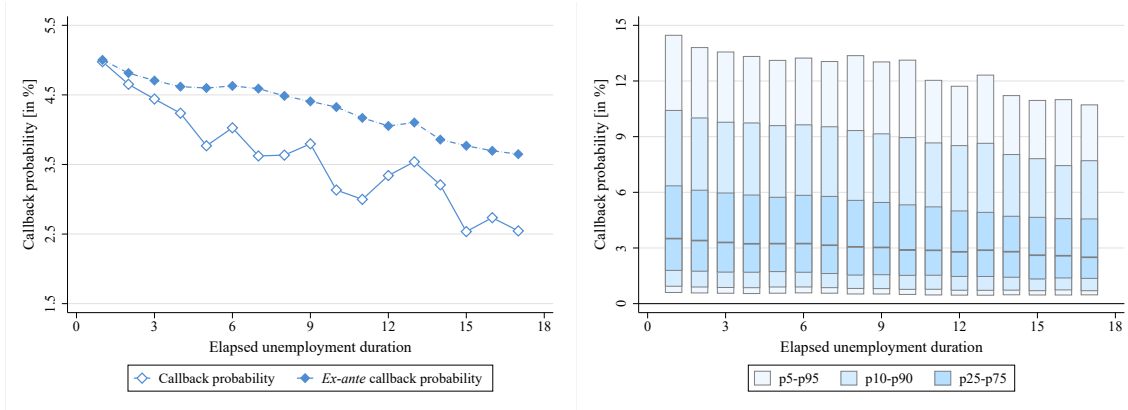 Callback probability [in %]
5.5
4.5
3.5
2.5
1.5
0 3 6 9 12 15 18
Elapsed unemployment duration
Callback probability Ex-ante callback probability
Callback probability [in %]
15
12
9
6
3
0
0 3 6 9 12 15 18
Elapsed unemployment duration
p5-p95 p10-p90 p25-p75